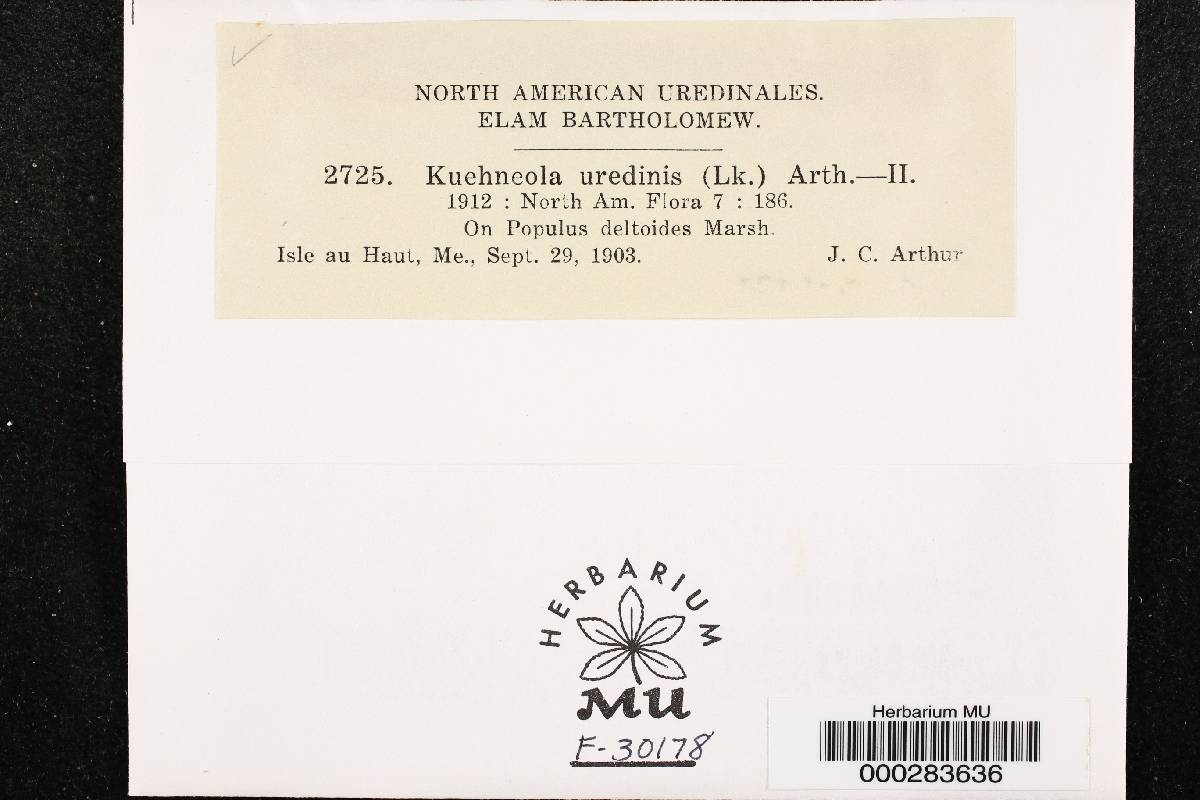 NORTH AMERICAN UREDINALES.
ELAM BARTHOLOMEW.
2725. Kuehneola uredinis (Lk.) Arth.—II.
1912 : North Am. Flora 7 : 186.
On Populus deltoides Marsh.
Isle au Haut, Me., Sept. 29, 1903. J. C. Arthur
HERBARIUM
MU
F-30178
Herbarium MU
000283636